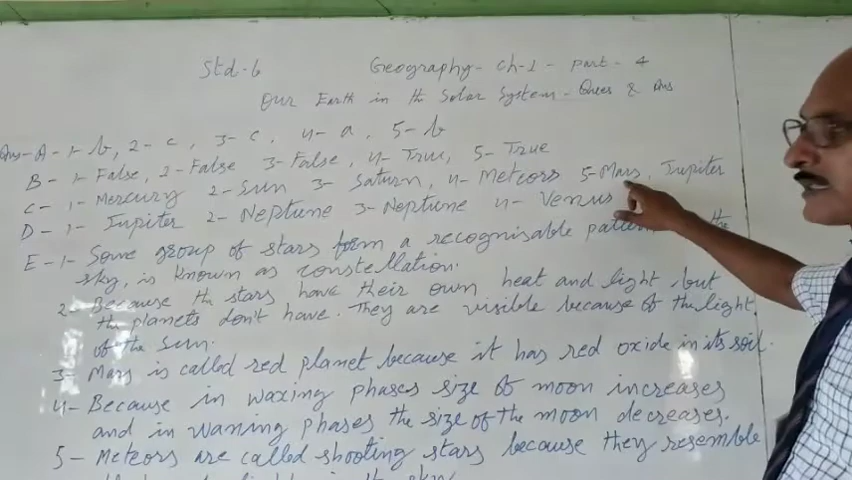 Std-6 Geography- Ch-1- part-4
Our Earth in the Solar System- Ques & Ans
Ans-A-1-b, 2-c, 3-c, 4-a, 5-b
B-1-False, 2-False 3-False, 4-True, 5-True
C-1-Mercury 2-Sun 3-Saturn, 4-Meteors 5-Mars, Jupiter
D-1-Jupiter 2-Neptune 3-Neptune 4-Venus
E-1-Some group of stars form a recognisable the
sky, is known as constellation.
2-Because the stars have their own heat and light but
the planets don't have. They are visible because of the light
of the Sun.
3-Mars is called red planet because it has red oxide in its soil.
4-Because in waxing phases size of moon increases
and in waning phases the size of the moon decreases.
5-Meteors are called shooting stars because they resemble